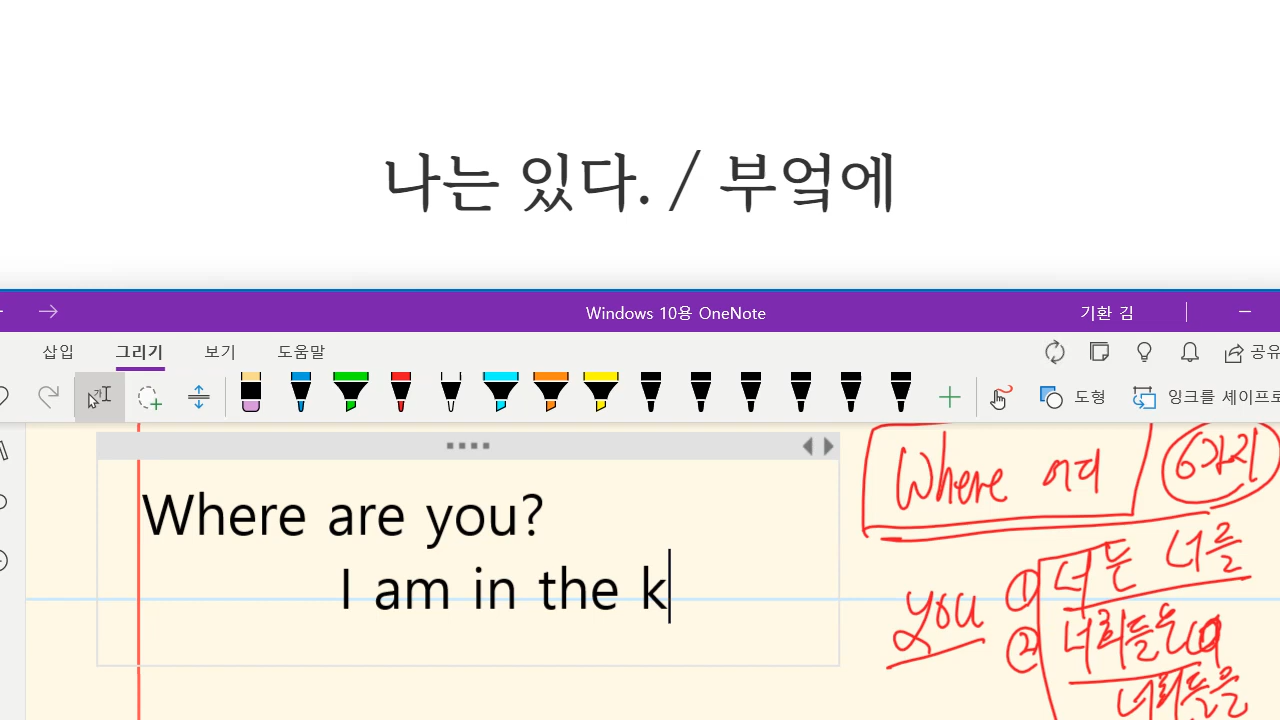 나는 있다. / 부엌에
Windows 10용 OneNote
기환 김
삽입 그리기 보기 도움말
공유
도형 잉크를 셰이프로
Where are you?
I am in the k
Where 어디 6가지
you ① 너는 너를
② 너희들은
너희들을